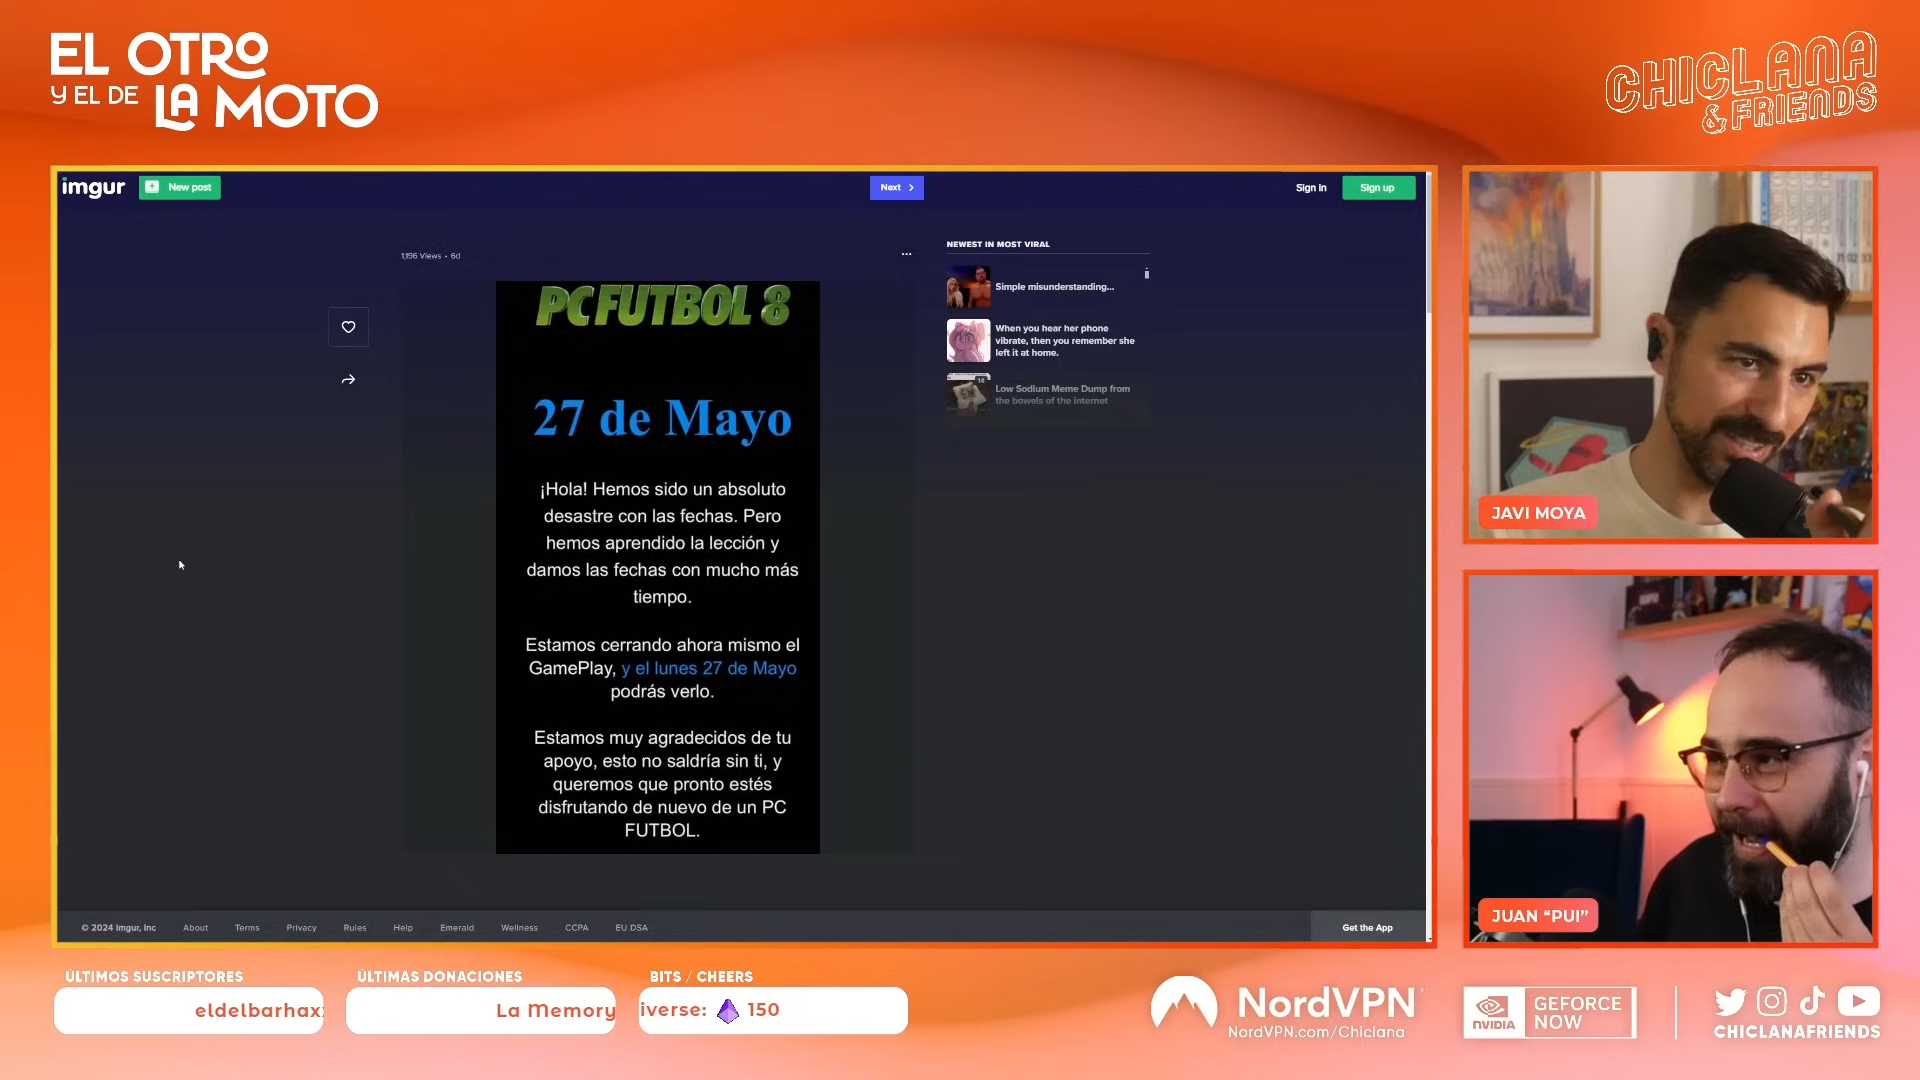 EL OTRO
Y EL DE LA MOTO
CHICLANA
& FRIENDS
imgur
New post
Next
Sign in
Sign up
1,196 Views • 6d
NEWEST IN MOST VIRAL
Simple misunderstanding...
When you hear her phone
vibrate, then you remember she
left it at home.
14
Low Sodium Meme Dump from
the bowels of the internet
PC FUTBOL 8
27 de Mayo
¡Hola! Hemos sido un absoluto
desastre con las fechas. Pero
hemos aprendido la lección y
damos las fechas con mucho más
tiempo.
Estamos cerrando ahora mismo el
GamePlay, y el lunes 27 de Mayo
podrás verlo.
Estamos muy agradecidos de tu
apoyo, esto no saldría sin ti, y
queremos que pronto estés
disfrutando de nuevo de un PC
FUTBOL.
© 2024 Imgur, Inc
About
Terms
Privacy
Rules
Help
Emerald
Wellness
CCPA
EU DSA
Get the App
JAVI MOYA
JUAN “PUI”
ÚLTIMOS SUSCRIPTORES
eldelbarhax
ÚLTIMAS DONACIONES
La Memory
BITS / CHEERS
iverse: 150
NordVPN
NordVPN.com/Chiclana
NVIDIA
GEFORCE
NOW
CHICLANAFRIENDS